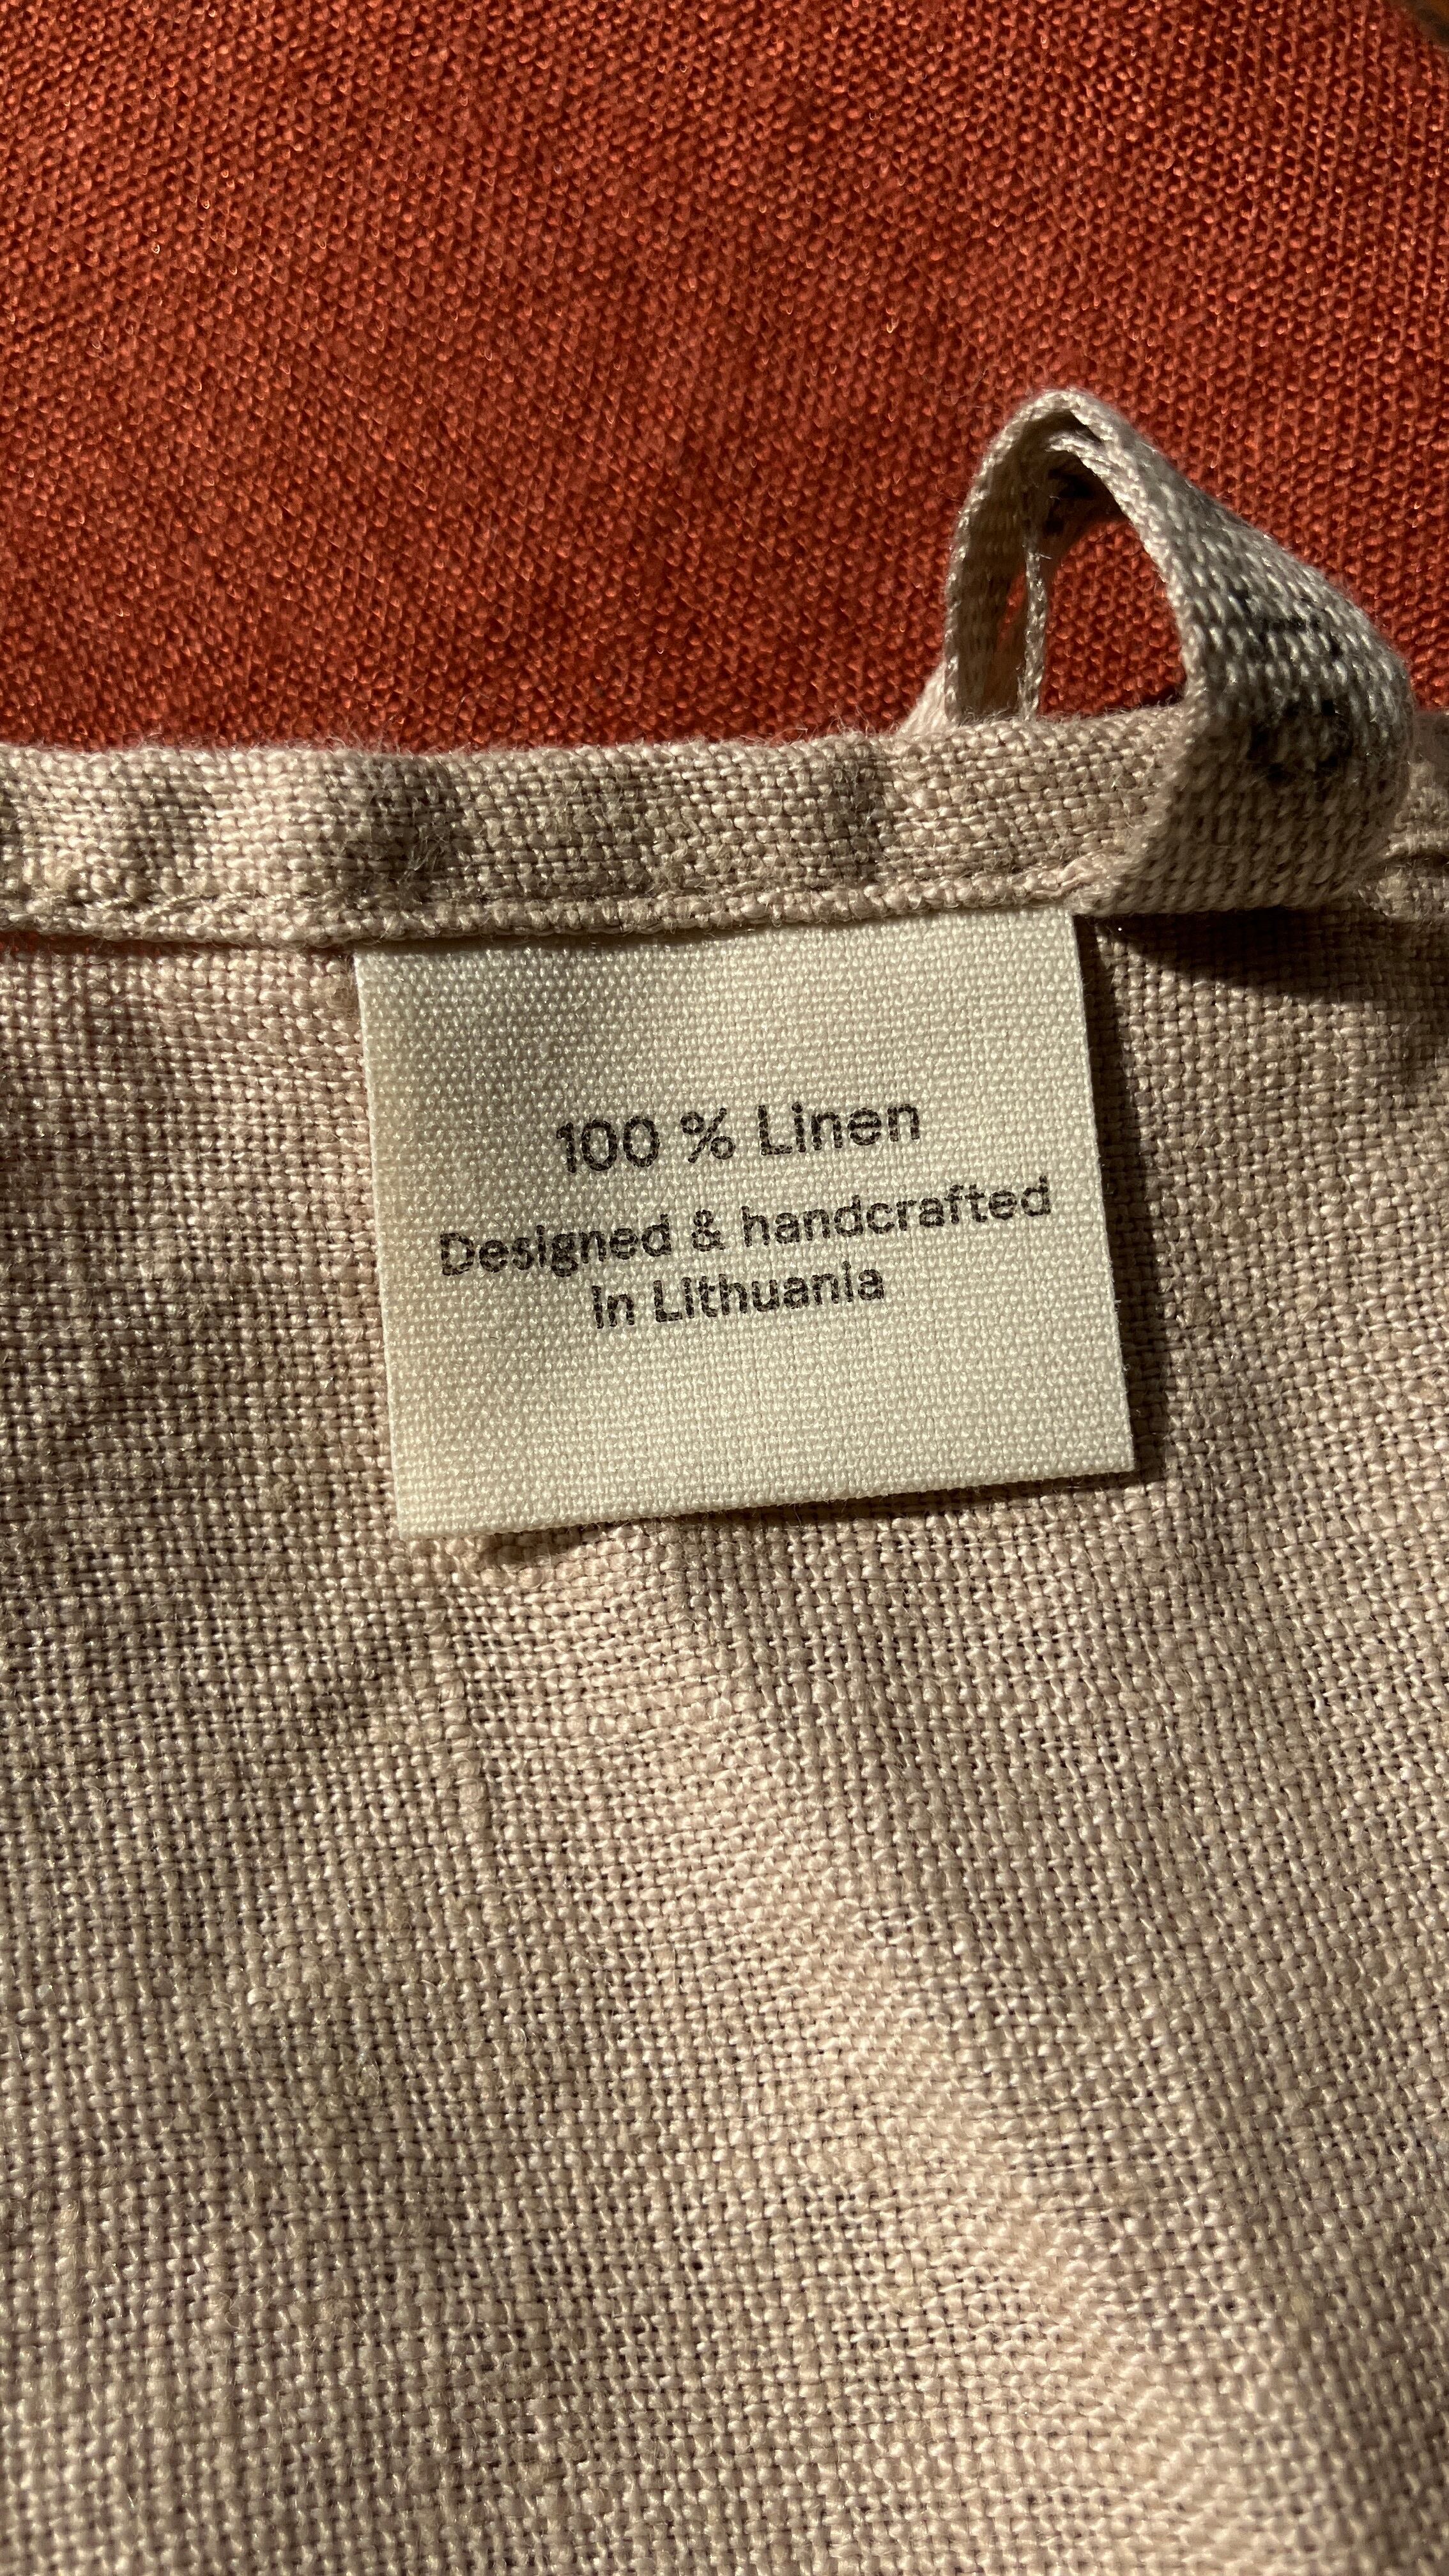 100 % Linen
Designed & handcrafted
in Lithuania